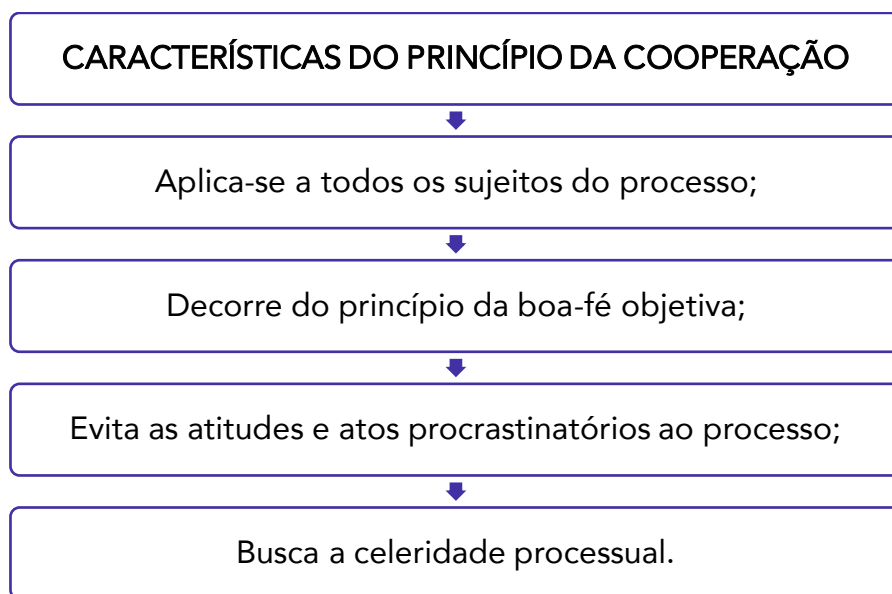 CARACTERÍSTICAS DO PRINCÍPIO DA COOPERAÇÃO
Aplica-se a todos os sujeitos do processo;
Decorre do princípio da boa-fé objetiva;
Evita as atitudes e atos procrastinatórios ao processo;
Busca a celeridade processual.